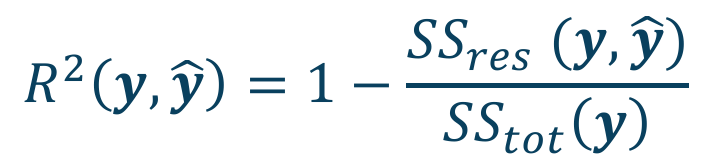 R²(y, ŷ) = 1 − SS_res (y, ŷ) / SS_tot(y)